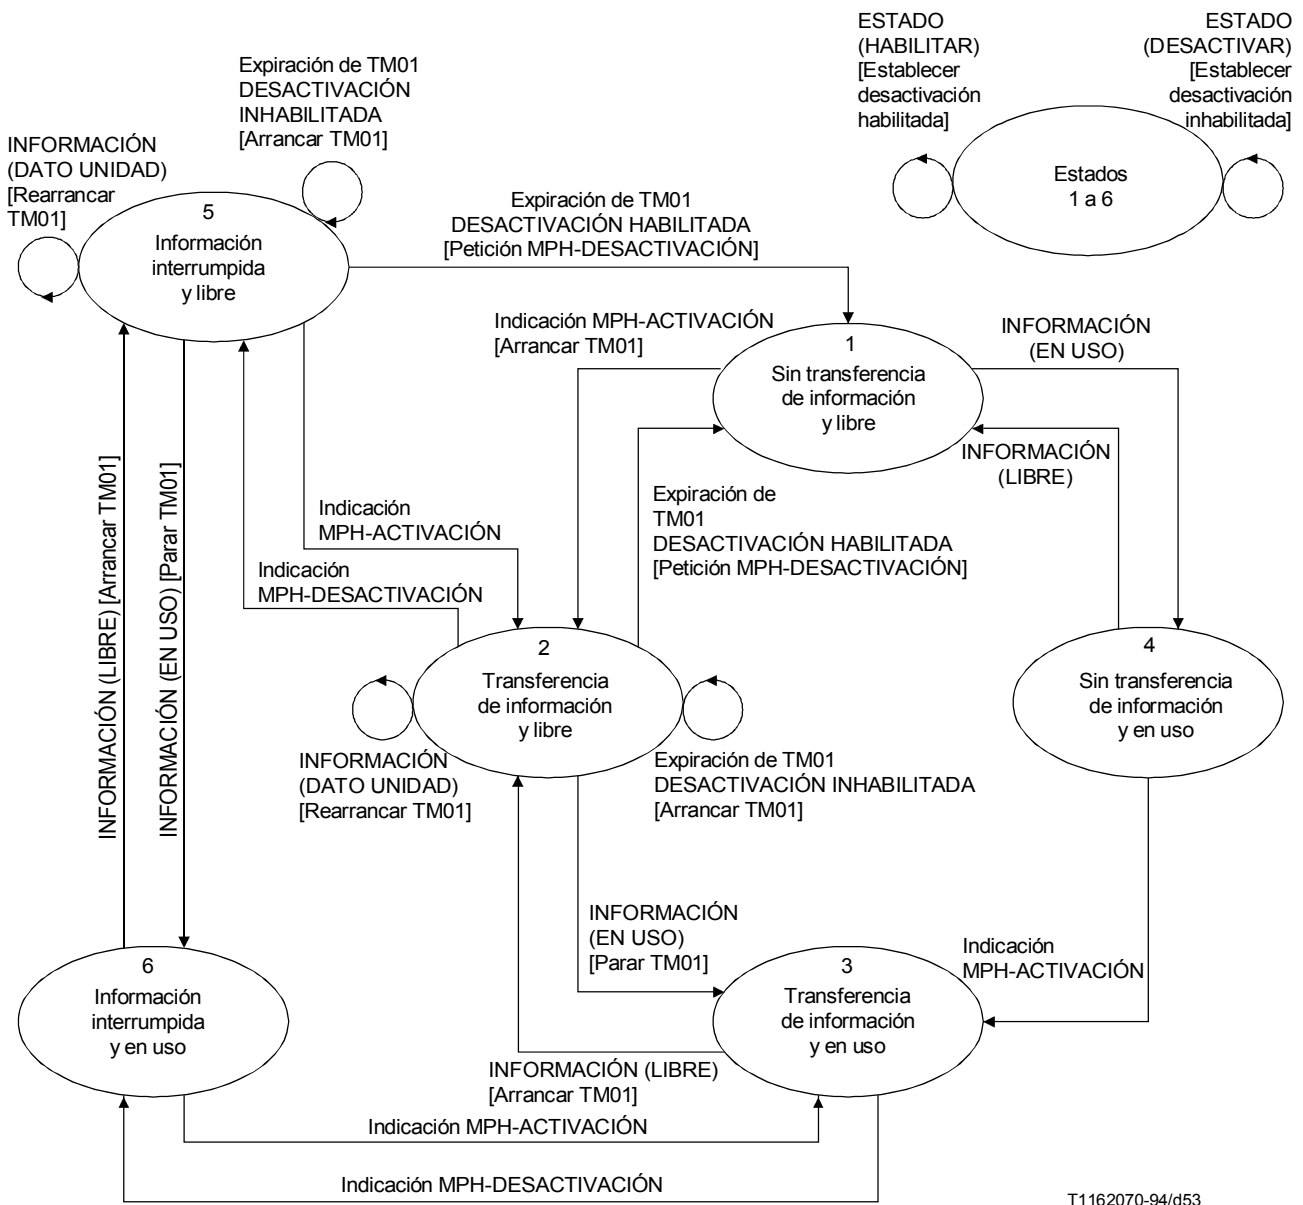 ESTADO
(HABILITAR)
[Establecer
desactivación
habilitada]
ESTADO
(DESACTIVAR)
[Establecer
desactivación
inhabilitada]
Expiración de TM01
DESACTIVACIÓN
INHABILITADA
[Arrancar TM01]
INFORMACIÓN
(DATO UNIDAD)
[Rearrancar
TM01]
Estados
1 a 6
5
Información
interrumpida
y libre
Expiración de TM01
DESACTIVACIÓN HABILITADA
[Petición MPH-DESACTIVACIÓN]
Indicación MPH-ACTIVACIÓN
[Arrancar TM01]
1
Sin transferencia
de información
y libre
INFORMACIÓN
(EN USO)
INFORMACIÓN
(LIBRE)
INFORMACIÓN (LIBRE) [Arrancar TM01]
INFORMACIÓN (EN USO) [Parar TM01]
Indicación
MPH-ACTIVACIÓN
Indicación
MPH-DESACTIVACIÓN
Expiración de
TM01
DESACTIVACIÓN HABILITADA
[Petición MPH-DESACTIVACIÓN]
2
Transferencia
de información
y libre
4
Sin transferencia
de información
y en uso
INFORMACIÓN
(DATO UNIDAD)
[Rearrancar TM01]
Expiración de TM01
DESACTIVACIÓN INHABILITADA
[Arrancar TM01]
INFORMACIÓN
(EN USO)
[Parar TM01]
Indicación
MPH-ACTIVACIÓN
6
Información
interrumpida
y en uso
3
Transferencia
de información
y en uso
INFORMACIÓN (LIBRE)
[Arrancar TM01]
Indicación MPH-ACTIVACIÓN
Indicación MPH-DESACTIVACIÓN
T1162070-94/d53